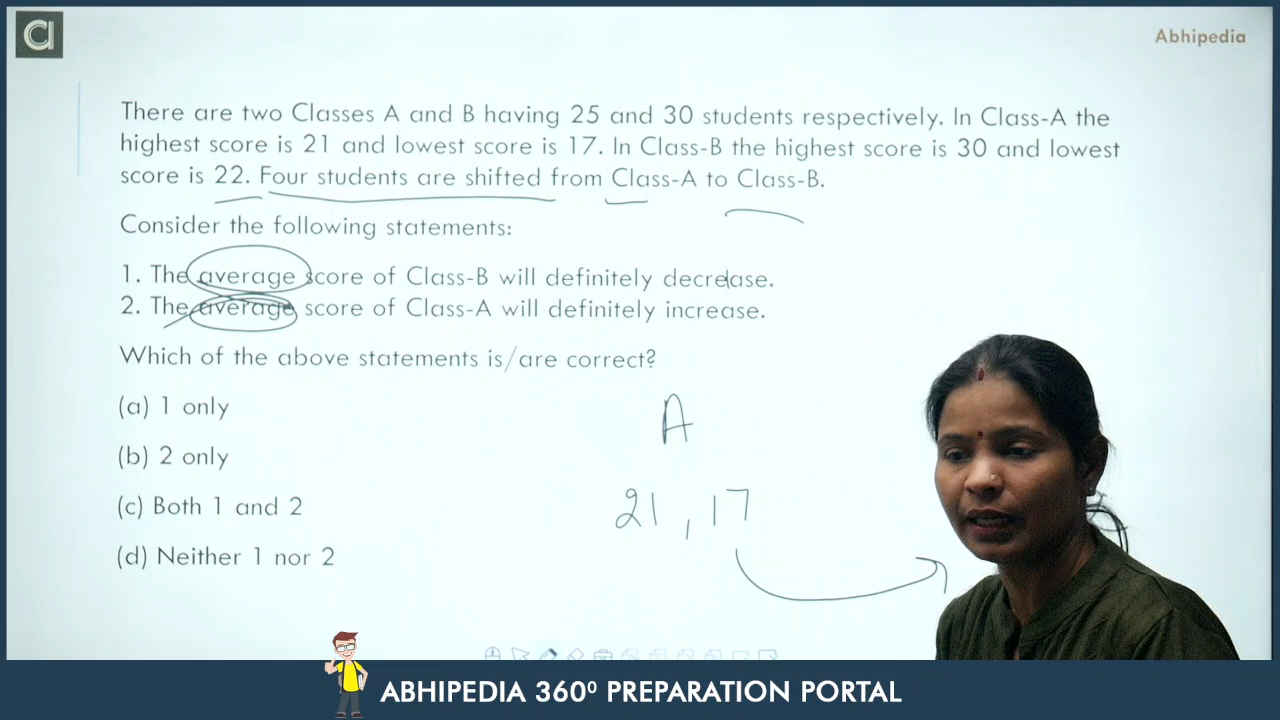 Abhipedia
There are two Classes A and B having 25 and 30 students respectively. In Class-A the
highest score is 21 and lowest score is 17. In Class-B the highest score is 30 and lowest
score is 22. Four students are shifted from Class-A to Class-B.
Consider the following statements:
1. The average score of Class-B will definitely decrease.
2. The average score of Class-A will definitely increase.
Which of the above statements is/are correct?
(a) 1 only
(b) 2 only
(c) Both 1 and 2
(d) Neither 1 nor 2
A
21, 17
ABHIPEDIA 360⁰ PREPARATION PORTAL